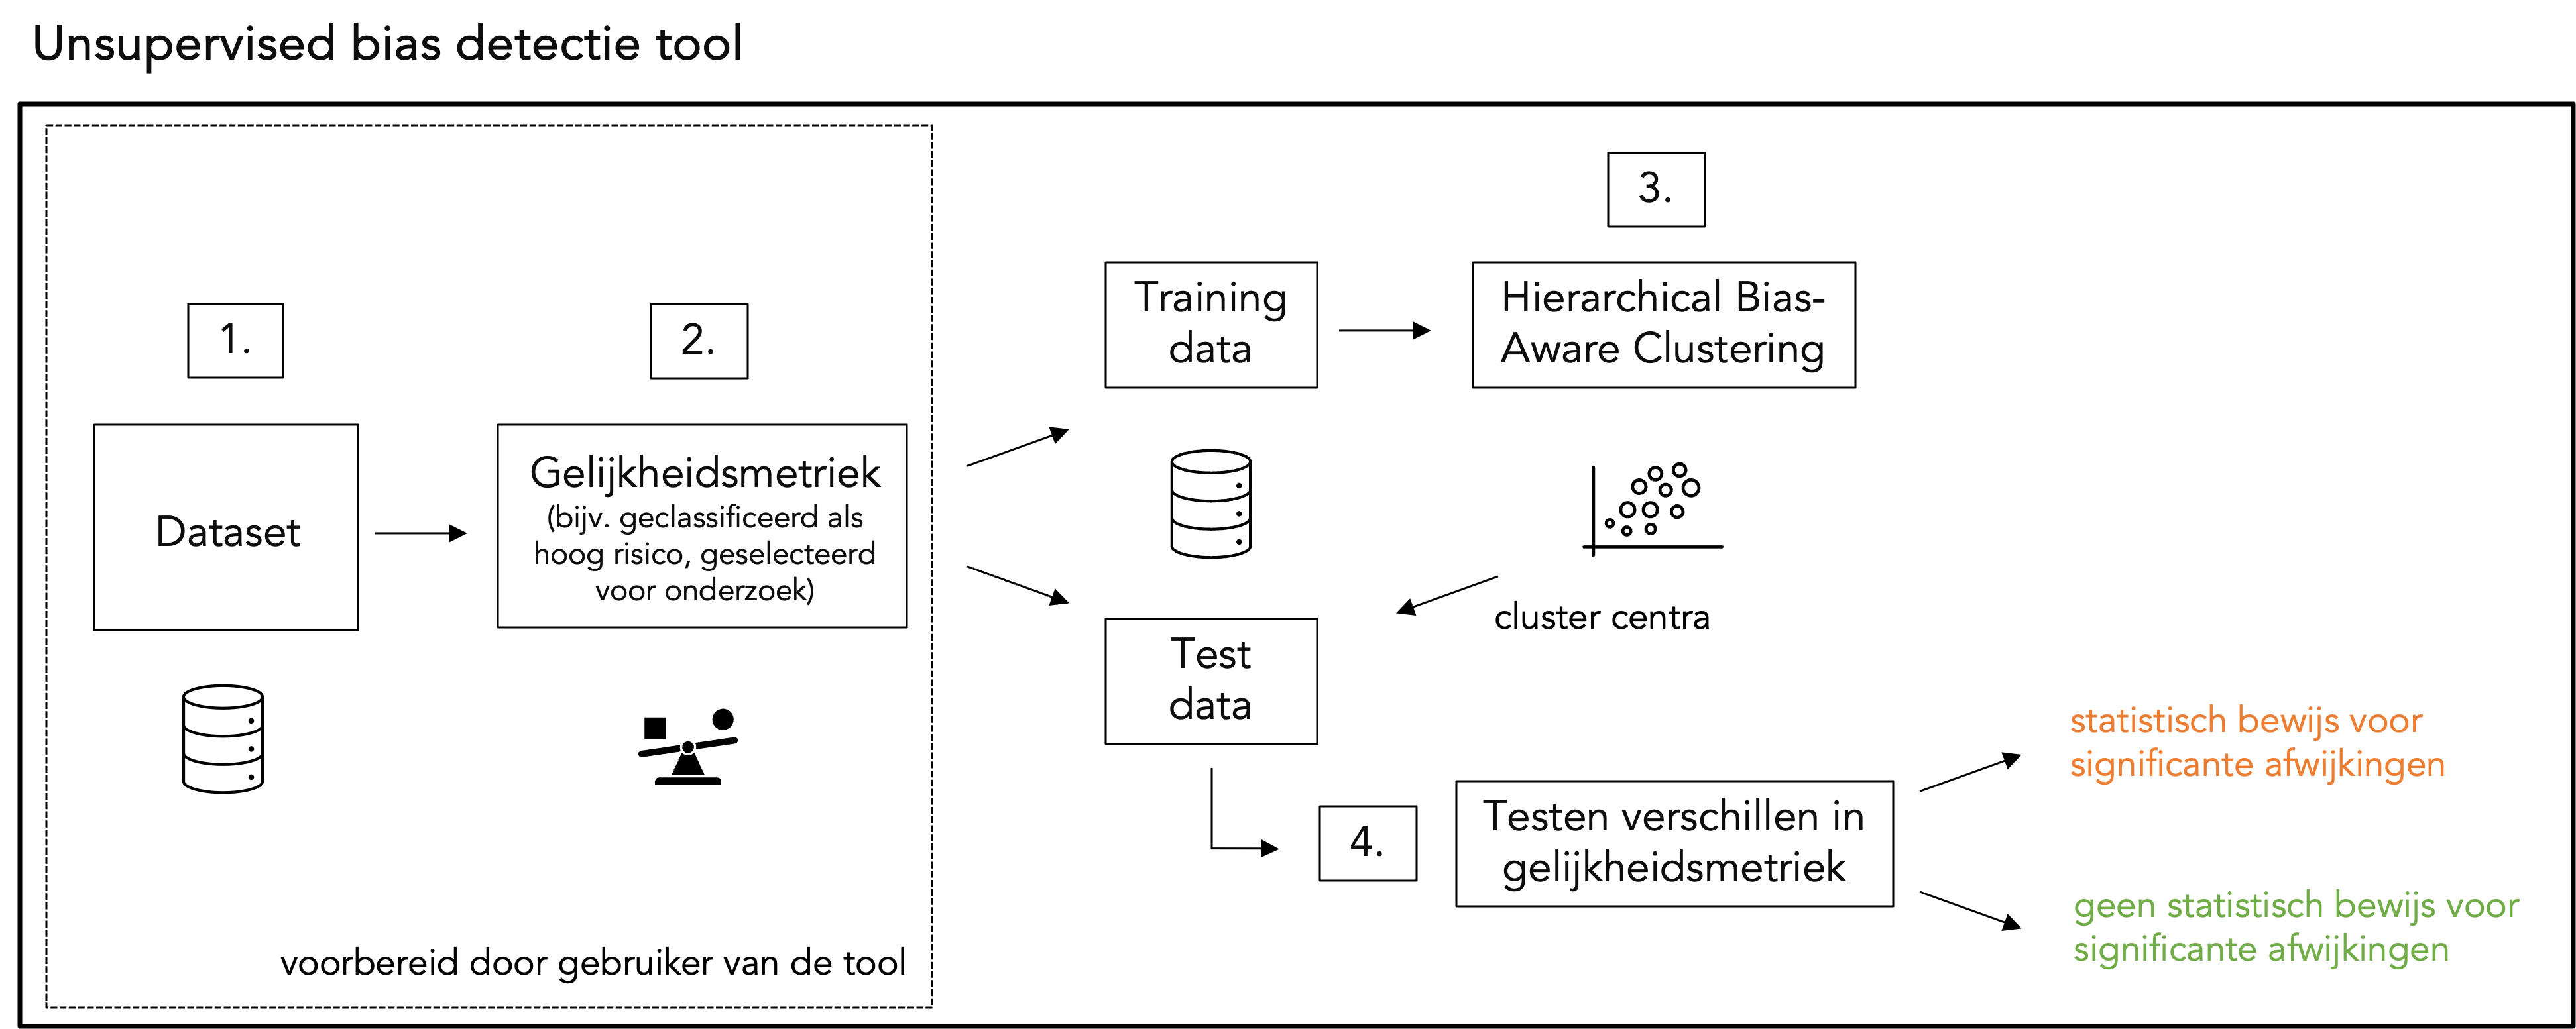 Unsupervised bias detectie tool
1.
Dataset
2.
Gelijkheidsmetriek
(bijv. geclassificeerd als
hoog risico, geselecteerd
voor onderzoek)
voorbereid door gebruiker van de tool
Training
data
3.
Hierarchical Bias-
Aware Clustering
cluster centra
Test
data
4.
Testen verschillen in
gelijkheidsmetriek
statistisch bewijs voor
significante afwijkingen
geen statistisch bewijs voor
significante afwijkingen